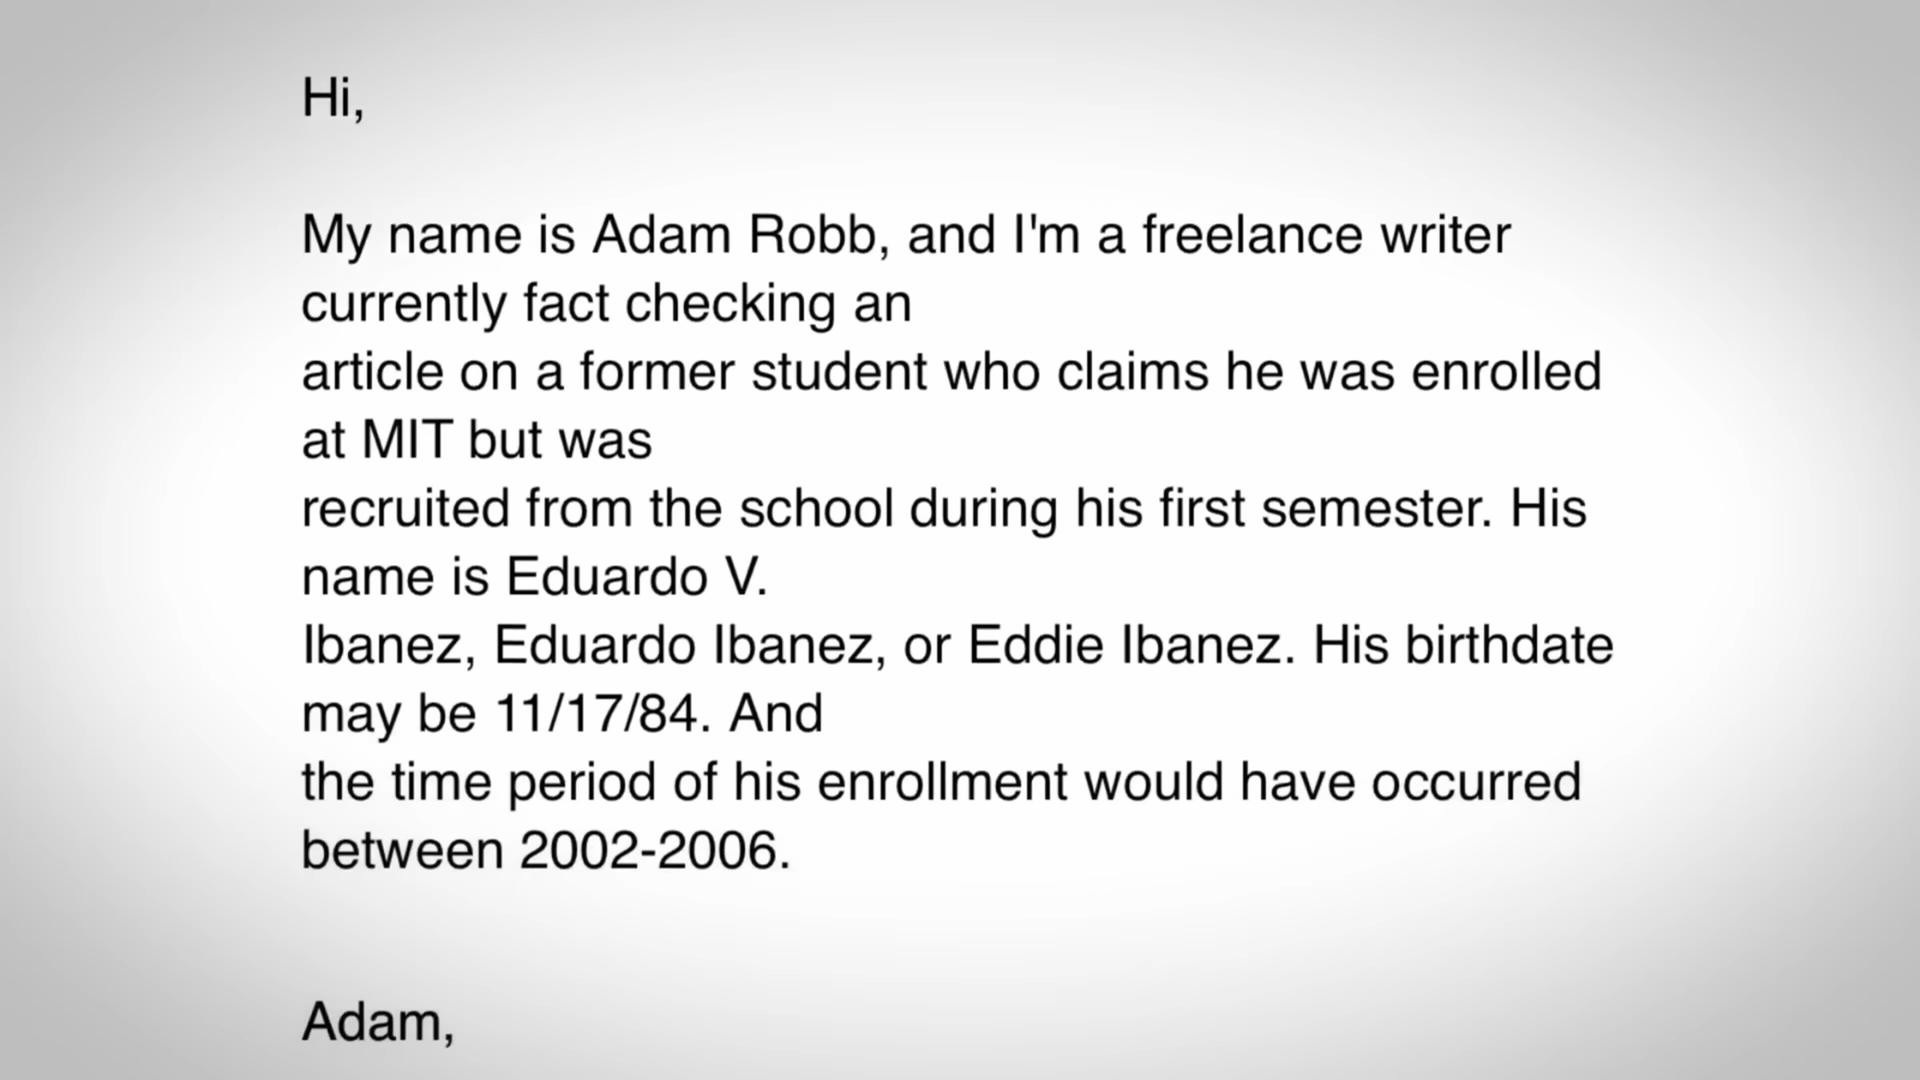 Hi,
My name is Adam Robb, and I'm a freelance writer
currently fact checking an
article on a former student who claims he was enrolled
at MIT but was
recruited from the school during his first semester. His
name is Eduardo V.
Ibanez, Eduardo Ibanez, or Eddie Ibanez. His birthdate
may be 11/17/84. And
the time period of his enrollment would have occurred
between 2002-2006.
Adam,